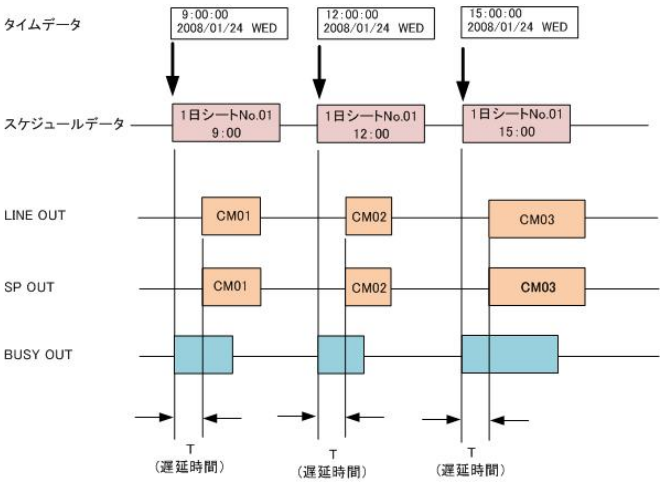 タイムデータ
9:00:00
2008/01/24 WED
12:00:00
2008/01/24 WED
15:00:00
2008/01/24 WED
スケジュールデータ
1日シートNo.01
9:00
1日シートNo.01
12:00
1日シートNo.01
15:00
LINE OUT
CM01
CM02
CM03
SP OUT
CM01
CM02
CM03
BUSY OUT
T
(遅延時間)
T
(遅延時間)
T
(遅延時間)